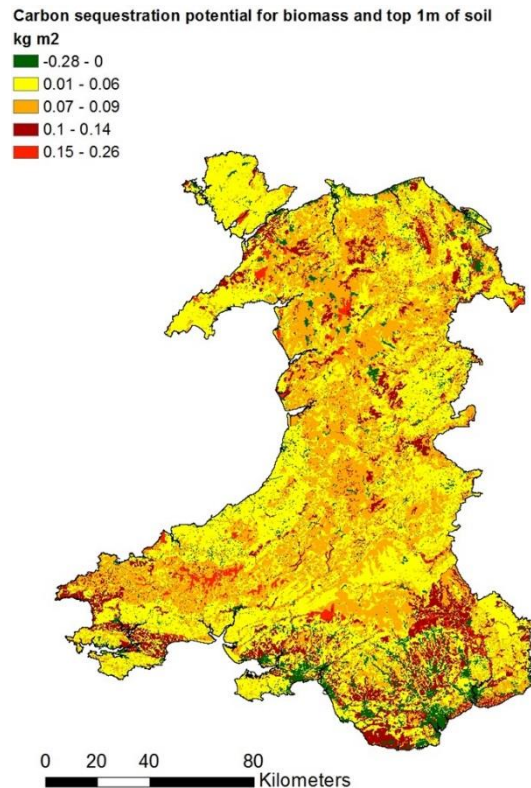 Carbon sequestration potential for biomass and top 1m of soil
kg m2
-0.28 - 0
0.01 - 0.06
0.07 - 0.09
0.1 - 0.14
0.15 - 0.26
0 20 40 80
Kilometers